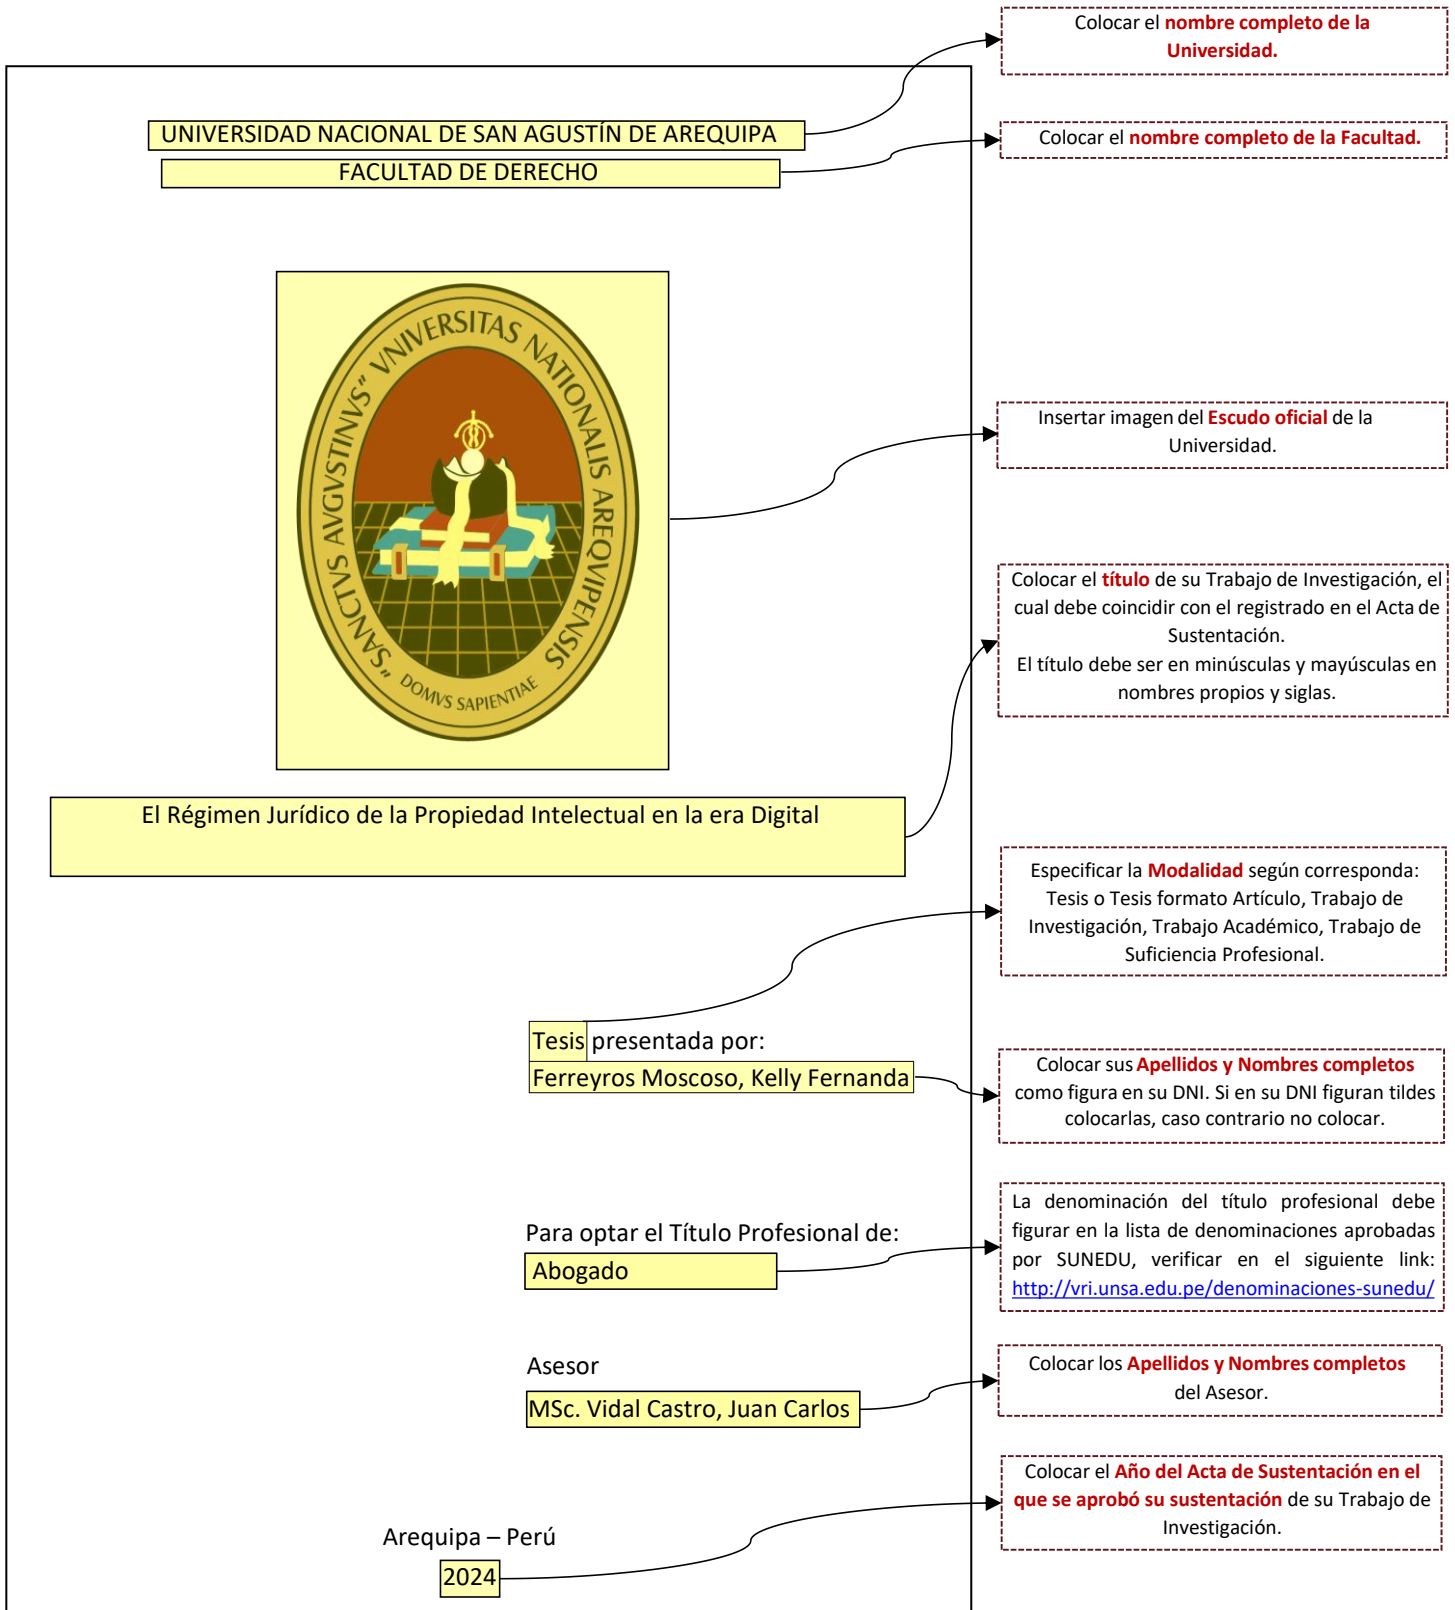 Colocar el nombre completo de la
Universidad.
UNIVERSIDAD NACIONAL DE SAN AGUSTÍN DE AREQUIPA
Colocar el nombre completo de la Facultad.
FACULTAD DE DERECHO
"SANCTVS AVGVSTINVS" VNIVERSITAS NATIONALIS AREQVIPENSIS
DOMVS SAPIENTIAE
Insertar imagen del Escudo oficial de la
Universidad.
Colocar el título de su Trabajo de Investigación, el
cual debe coincidir con el registrado en el Acta de
Sustentación.
El título debe ser en minúsculas y mayúsculas en
nombres propios y siglas.
El Régimen Jurídico de la Propiedad Intelectual en la era Digital
Especificar la Modalidad según corresponda:
Tesis o Tesis formato Artículo, Trabajo de
Investigación, Trabajo Académico, Trabajo de
Suficiencia Profesional.
Tesis presentada por:
Ferreyros Moscoso, Kelly Fernanda
Colocar sus Apellidos y Nombres completos
como figura en su DNI. Si en su DNI figuran tildes
colocarlas, caso contrario no colocar.
Para optar el Título Profesional de:
Abogado
La denominación del título profesional debe
figurar en la lista de denominaciones aprobadas
por SUNEDU, verificar en el siguiente link:
http://vri.unsa.edu.pe/denominaciones-sunedu/
Asesor
MSc. Vidal Castro, Juan Carlos
Colocar los Apellidos y Nombres completos
del Asesor.
Colocar el Año del Acta de Sustentación en el
que se aprobó su sustentación de su Trabajo de
Investigación.
Arequipa – Perú
2024